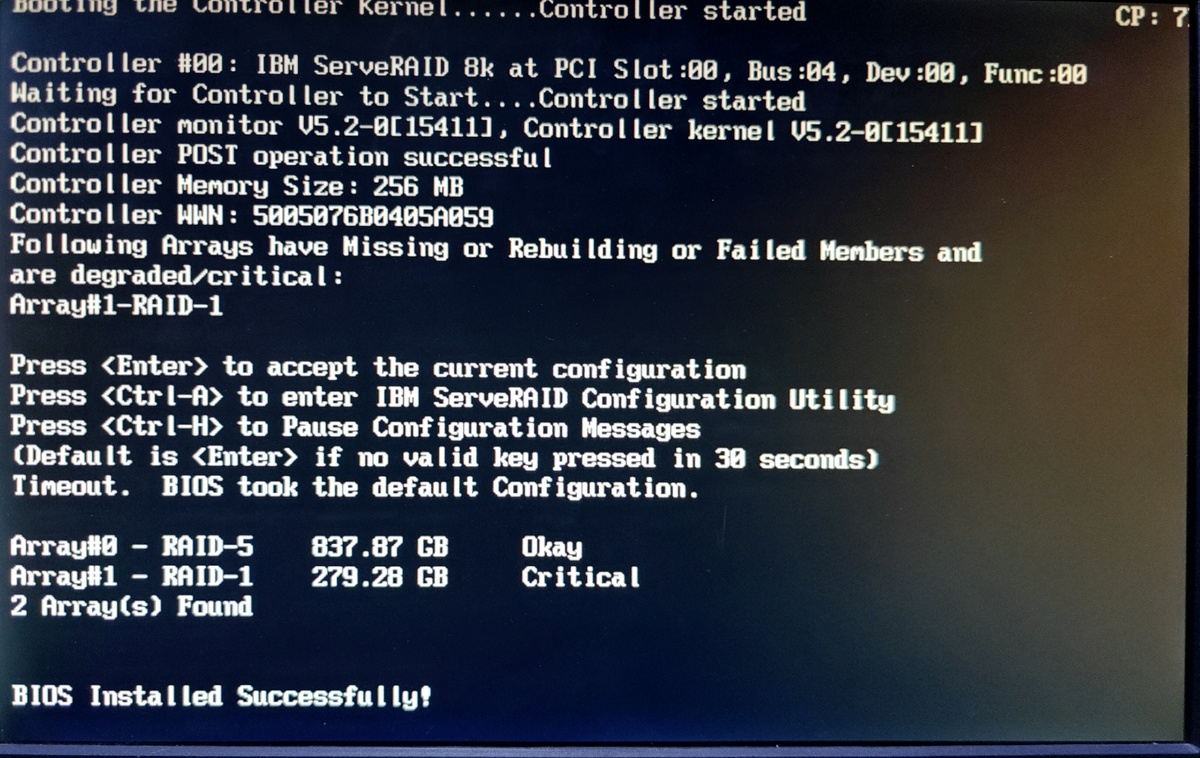 Booting the Controller Kernel......Controller started
CP: 7
Controller #00: IBM ServeRAID 8k at PCI Slot:00, Bus:04, Dev:00, Func:00
Waiting for Controller to Start....Controller started
Controller monitor V5.2-0[15411], Controller kernel V5.2-0[15411]
Controller POST operation successful
Controller Memory Size: 256 MB
Controller WWN: 5005076B0405A059
Following Arrays have Missing or Rebuilding or Failed Members and
are degraded/critical:
Array#1-RAID-1
Press <Enter> to accept the current configuration
Press <Ctrl-A> to enter IBM ServeRAID Configuration Utility
Press <Ctrl-H> to Pause Configuration Messages
(Default is <Enter> if no valid key pressed in 30 seconds)
Timeout.  BIOS took the default Configuration.
Array#0 - RAID-5    837.87 GB    Okay
Array#1 - RAID-1    279.28 GB    Critical
2 Array(s) Found
BIOS Installed Successfully!